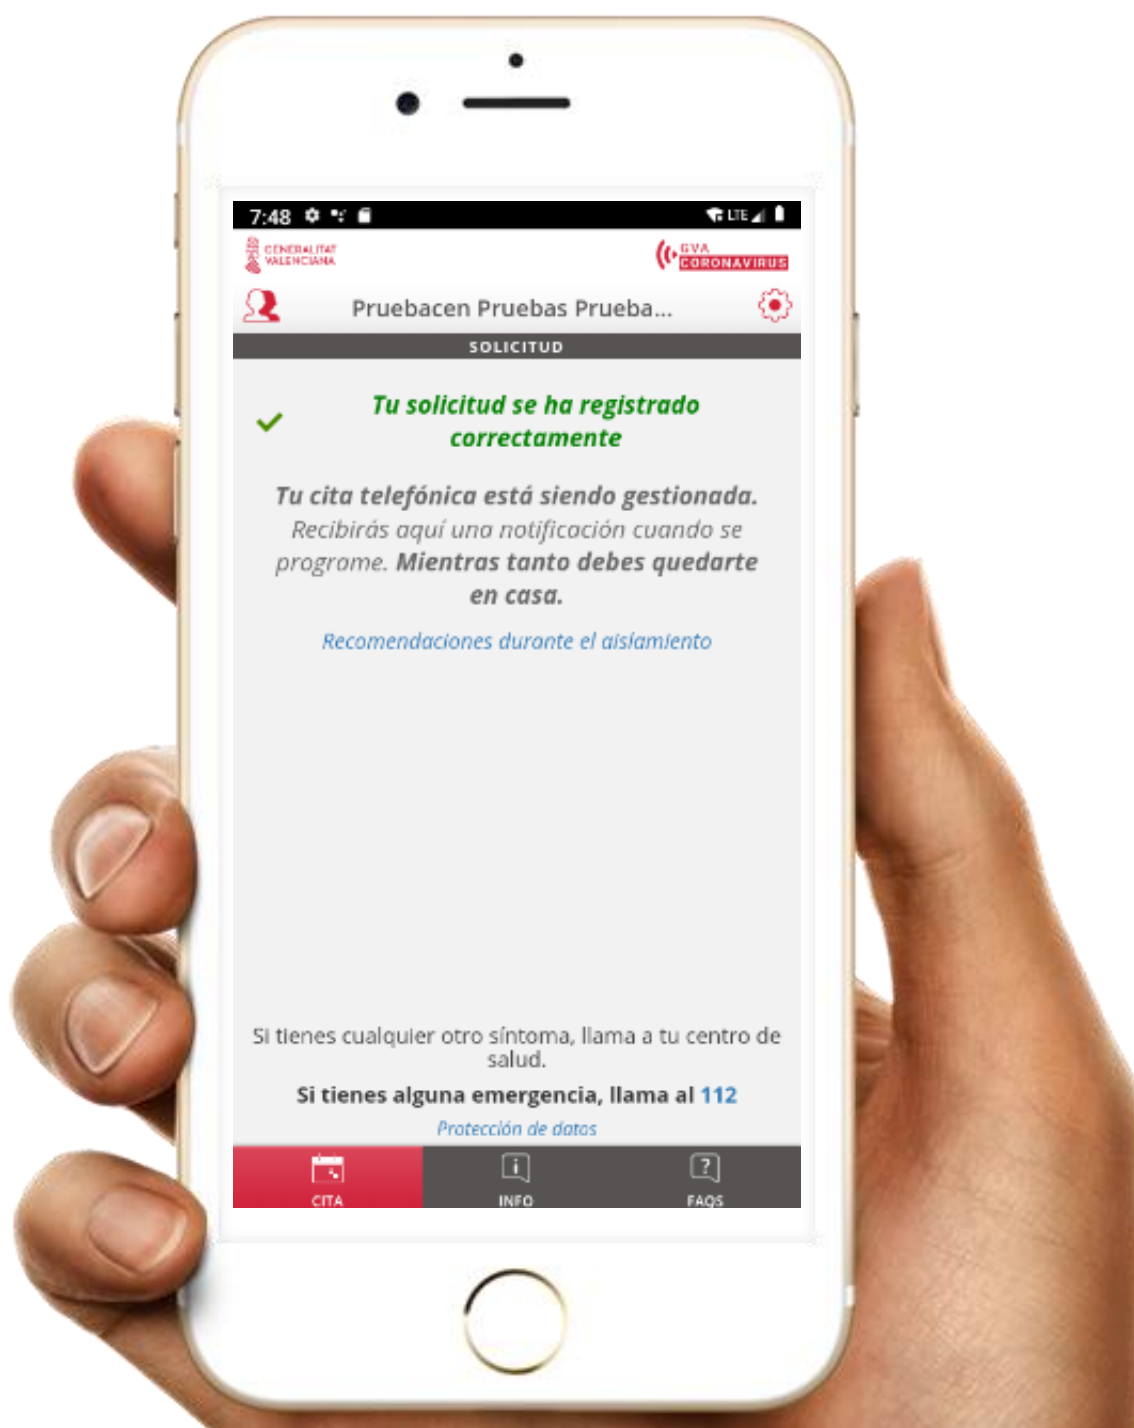 7:48
LTE
GENERALITAT
VALENCIANA
GVA
CORONAVIRUS
Pruebacen Pruebas Prueba...
SOLICITUD
Tu solicitud se ha registrado
correctamente
Tu cita telefónica está siendo gestionada.
Recibirás aquí una notificación cuando se
programe. Mientras tanto debes quedarte
en casa.
Recomendaciones durante el aislamiento
Si tienes cualquier otro síntoma, llama a tu centro de
salud.
Si tienes alguna emergencia, llama al 112
Protección de datos
CITA
INFO
FAQS